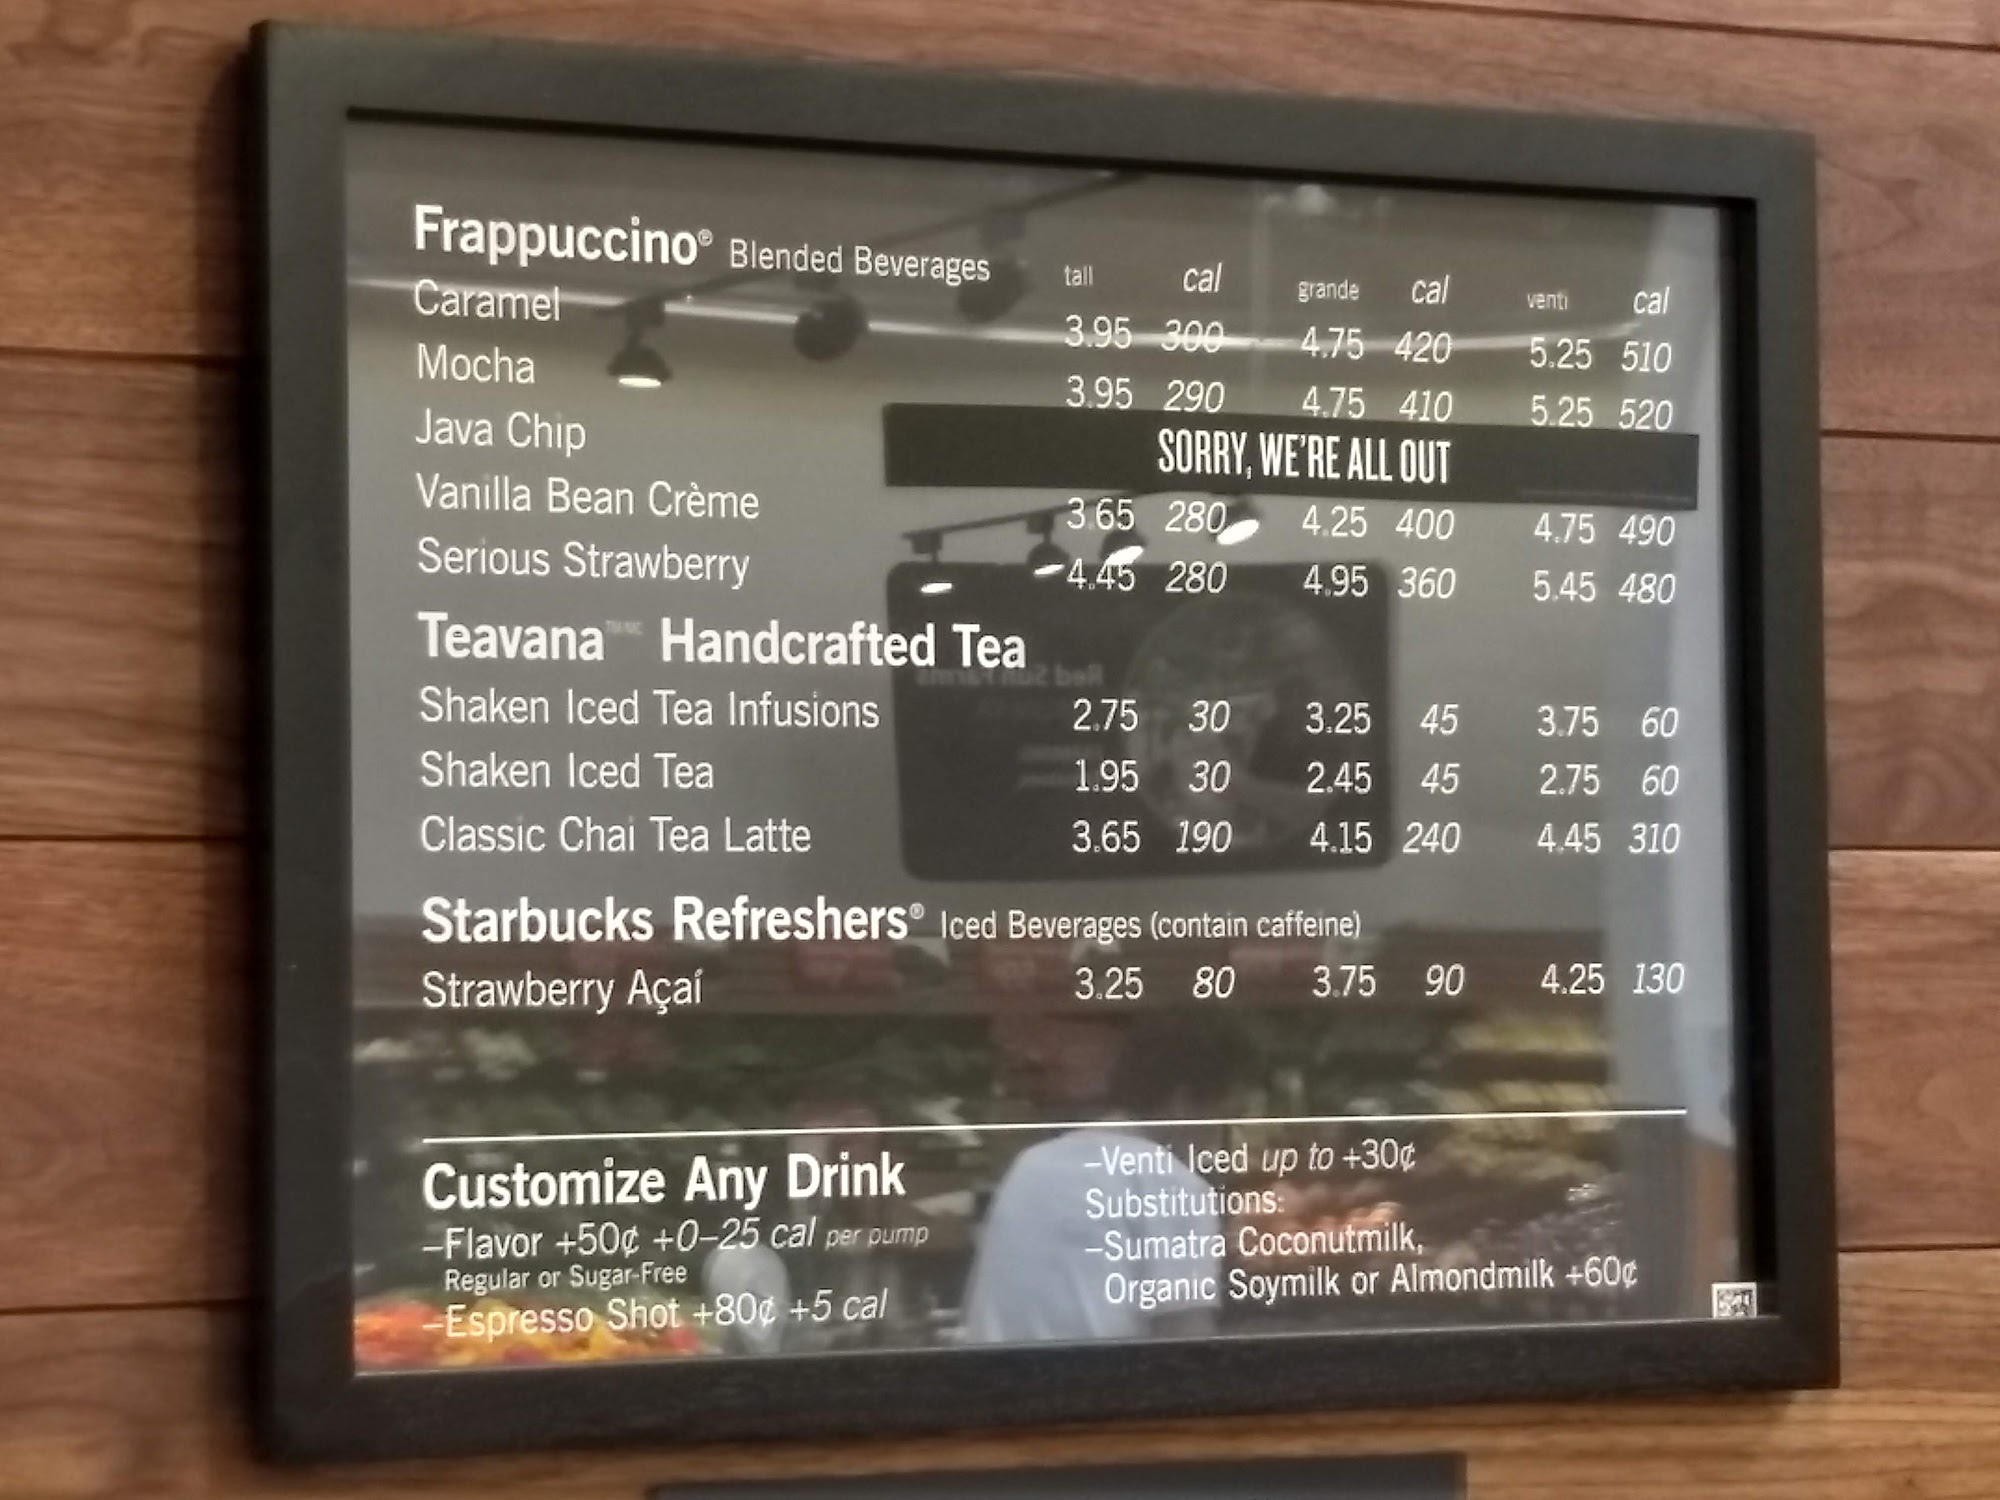 Frappuccino® Blended Beverages tall cal grande cal venti cal
Caramel 3.95 300 4.75 420 5.25 510
Mocha 3.95 290 4.75 410 5.25 520
Java Chip SORRY, WE'RE ALL OUT
Vanilla Bean Crème 3.65 280 4.25 400 4.75 490
Serious Strawberry 4.45 280 4.95 360 5.45 480
Teavana Handcrafted Tea
Shaken Iced Tea Infusions 2.75 30 3.25 45 3.75 60
Shaken Iced Tea 1.95 30 2.45 45 2.75 60
Classic Chai Tea Latte 3.65 190 4.15 240 4.45 310
Starbucks Refreshers® Iced Beverages (contain caffeine)
Strawberry Açaí 3.25 80 3.75 90 4.25 130
Customize Any Drink
–Flavor +50¢ +0–25 cal per pump
Regular or Sugar-Free
–Espresso Shot +80¢ +5 cal
–Venti Iced up to +30¢
Substitutions:
–Sumatra Coconutmilk,
Organic Soymilk or Almondmilk +60¢